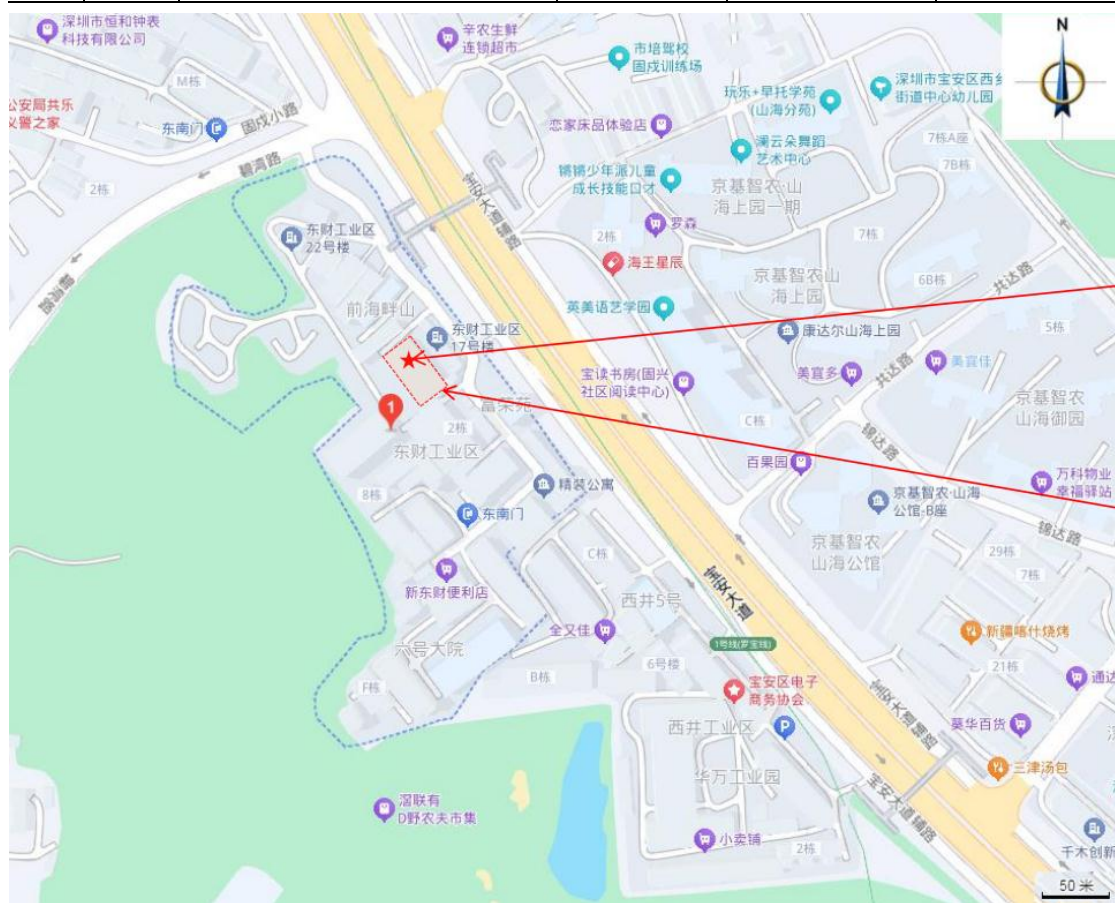 深圳市恒和钟表
科技有限公司
辛农生鲜
连锁超市
市培驾校
固戍训练场
N
M栋
公安局共乐
义警之家
东南门
固戍小路
碧湾路
玩乐+早托学苑
(山海分苑)
深圳市宝安区西乡
街道中心幼儿园
恋家床品体验店
澜云朵舞蹈
艺术中心
7栋A座
7B栋
2栋
宝安大道辅路
锵锵少年派儿童
成长技能口才
京基智农·山
海上园一期
东财工业区
22号楼
2栋
罗森
7栋
海王星辰
碧湾路
京基智农山
海上园
6B栋
共达路
前海畔山
英美语艺学园
东财工业区
17号楼
康达尔山海上园
5栋
宝读书房(固兴
社区阅读中心)
美宜多
共达路
美宜佳
1
富荣苑
2栋
C栋
京基智农
山海御园
东财工业区
锦达路
百果园
万科物业
幸福驿站
8栋
精装公寓
京基智农·山海
公馆-B座
东南门
锦达路
C栋
京基智农
山海公馆
29栋
7栋
新东财便利店
西井5号
宝安大道
全又佳
1号线(罗宝线)
新疆喀什烧烤
六号大院
6号楼
21栋
B栋
F栋
宝安区电子
商务协会
通达
西井工业区
P
宝安大道辅路
莫华百货
华万工业园
三津汤包
宝安大道辅路
溜联有
D野农夫市集
小卖铺
2栋
千木创新
50 米